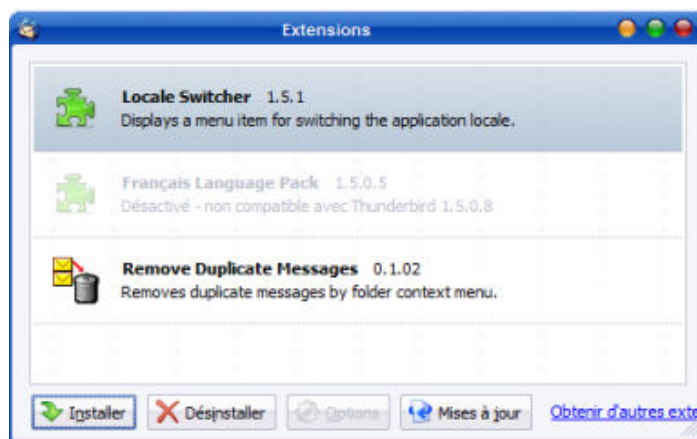 Extensions
Locale Switcher 1.5.1
Displays a menu item for switching the application locale.
Français Language Pack 1.5.0.5
Désactivé - non compatible avec Thunderbird 1.5.0.8
Remove Duplicate Messages 0.1.02
Removes duplicate messages by folder context menu.
Installer Désinstaller Options Mises à jour Obtenir d'autres exte